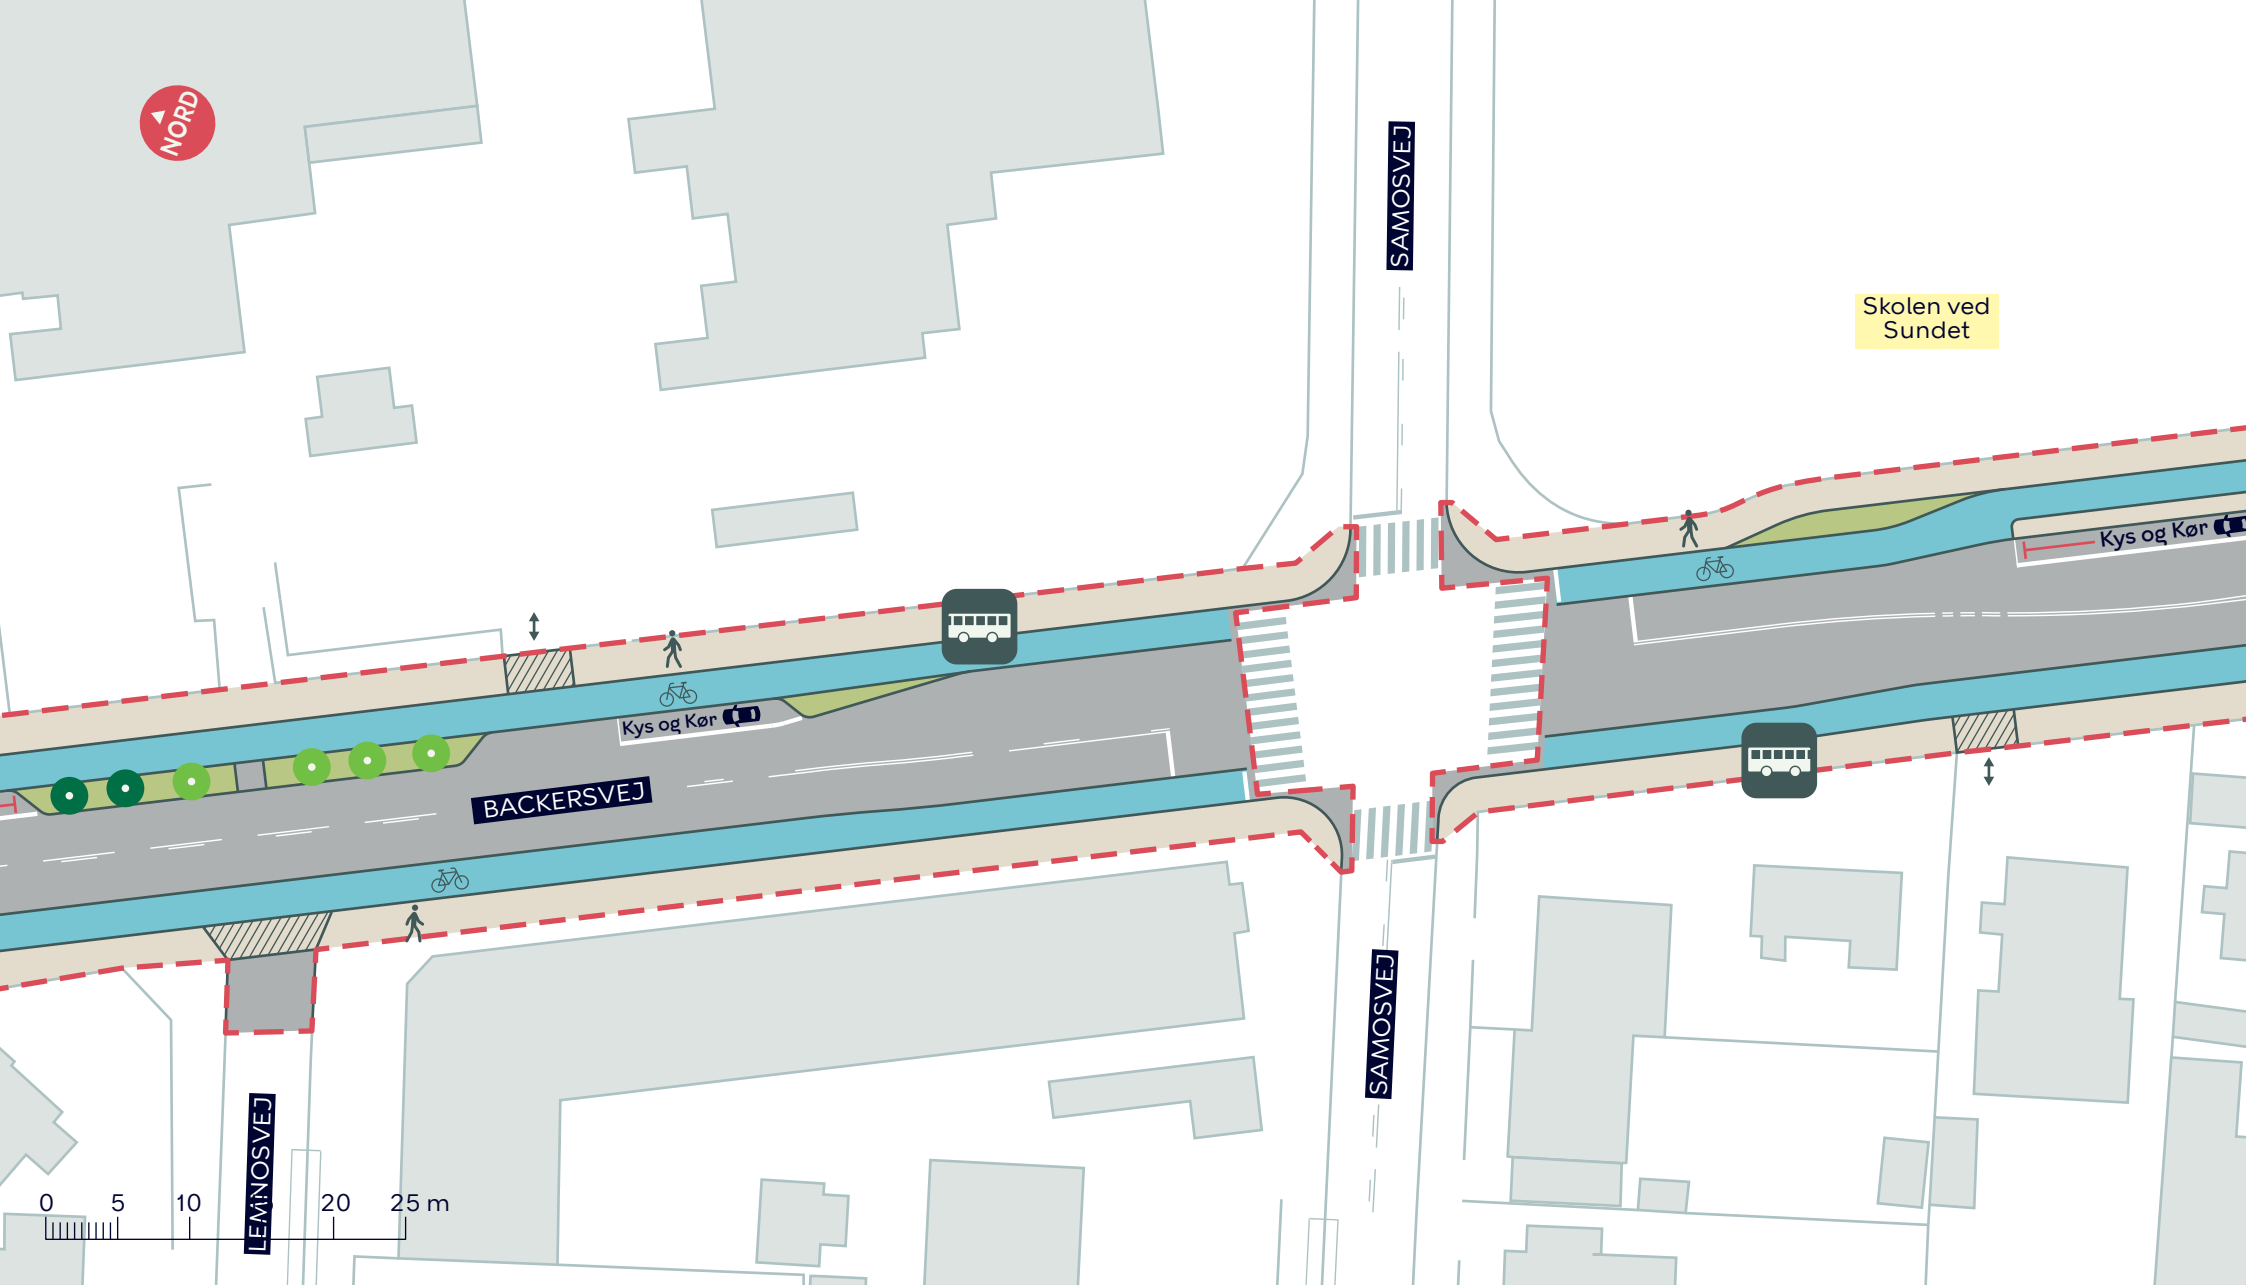 NORD
SAMOSVEJ
Skolen ved
Sundet
Kys og Kør
Kys og Kør
BACKERSVEJ
SAMOSVEJ
LEMNOSVEJ
0 5 10 20 25 m